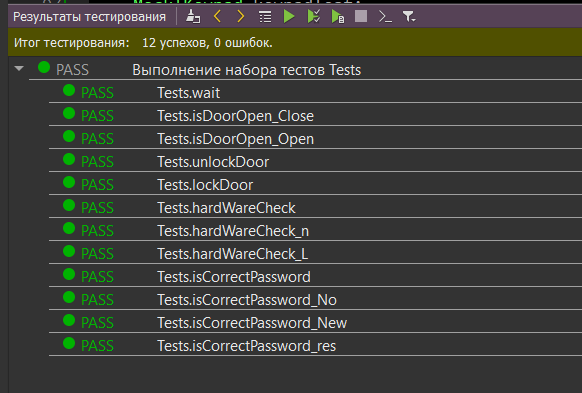 Результаты тестирования
Итог тестирования: 12 успехов, 0 ошибок.
PASS Выполнение набора тестов Tests
PASS Tests.wait
PASS Tests.isDoorOpen_Close
PASS Tests.isDoorOpen_Open
PASS Tests.unlockDoor
PASS Tests.lockDoor
PASS Tests.hardWareCheck
PASS Tests.hardWareCheck_n
PASS Tests.hardWareCheck_L
PASS Tests.isCorrectPassword
PASS Tests.isCorrectPassword_No
PASS Tests.isCorrectPassword_New
PASS Tests.isCorrectPassword_res